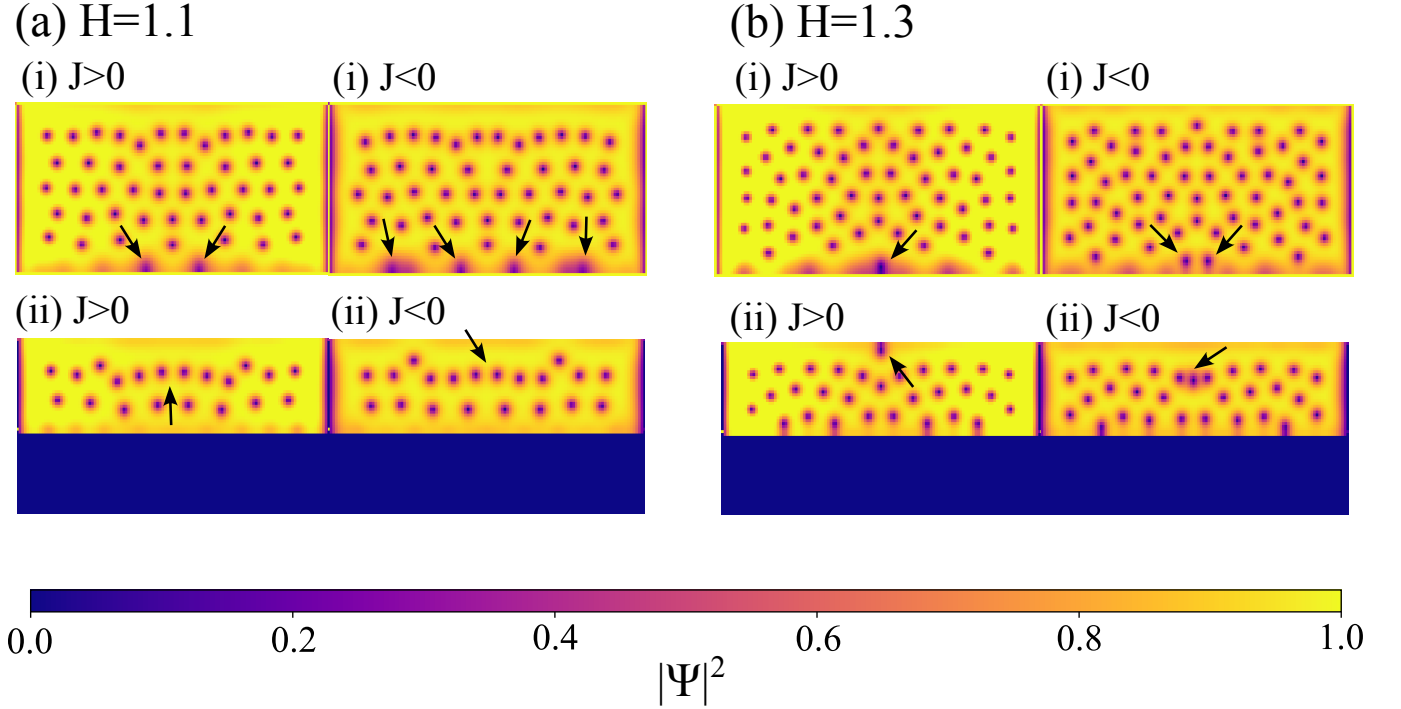 (a) H=1.1
(b) H=1.3
(i) J>0
(i) J<0
(i) J>0
(i) J<0
(ii) J>0
(ii) J<0
(ii) J>0
(ii) J<0
0.0 0.2 0.4 0.6 0.8 1.0
|Ψ|²